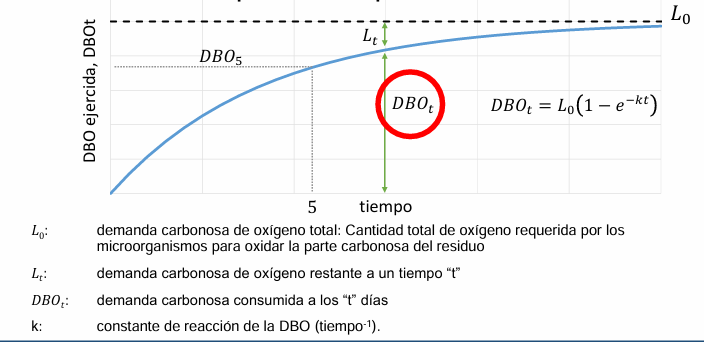 L₀
Lₜ
DBO₅
DBOₜ
DBOₜ = L₀(1 − e⁻ᵏᵗ)
DBO ejercida, DBOt
5
tiempo
L₀: demanda carbonosa de oxígeno total: Cantidad total de oxígeno requerida por los
microorganismos para oxidar la parte carbonosa del residuo
Lₜ: demanda carbonosa de oxígeno restante a un tiempo “t”
DBOₜ: demanda carbonosa consumida a los “t” días
k: constante de reacción de la DBO (tiempo⁻¹).